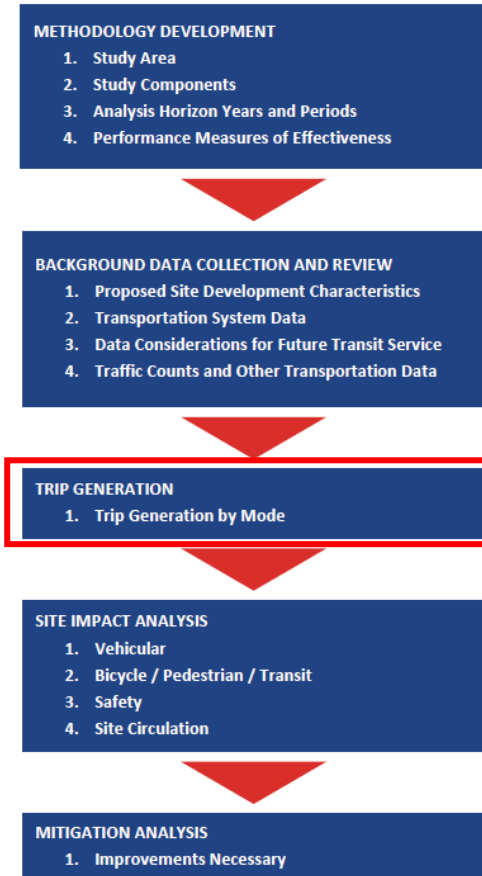 METHODOLOGY DEVELOPMENT
1. Study Area
2. Study Components
3. Analysis Horizon Years and Periods
4. Performance Measures of Effectiveness
BACKGROUND DATA COLLECTION AND REVIEW
1. Proposed Site Development Characteristics
2. Transportation System Data
3. Data Considerations for Future Transit Service
4. Traffic Counts and Other Transportation Data
TRIP GENERATION
1. Trip Generation by Mode
SITE IMPACT ANALYSIS
1. Vehicular
2. Bicycle / Pedestrian / Transit
3. Safety
4. Site Circulation
MITIGATION ANALYSIS
1. Improvements Necessary